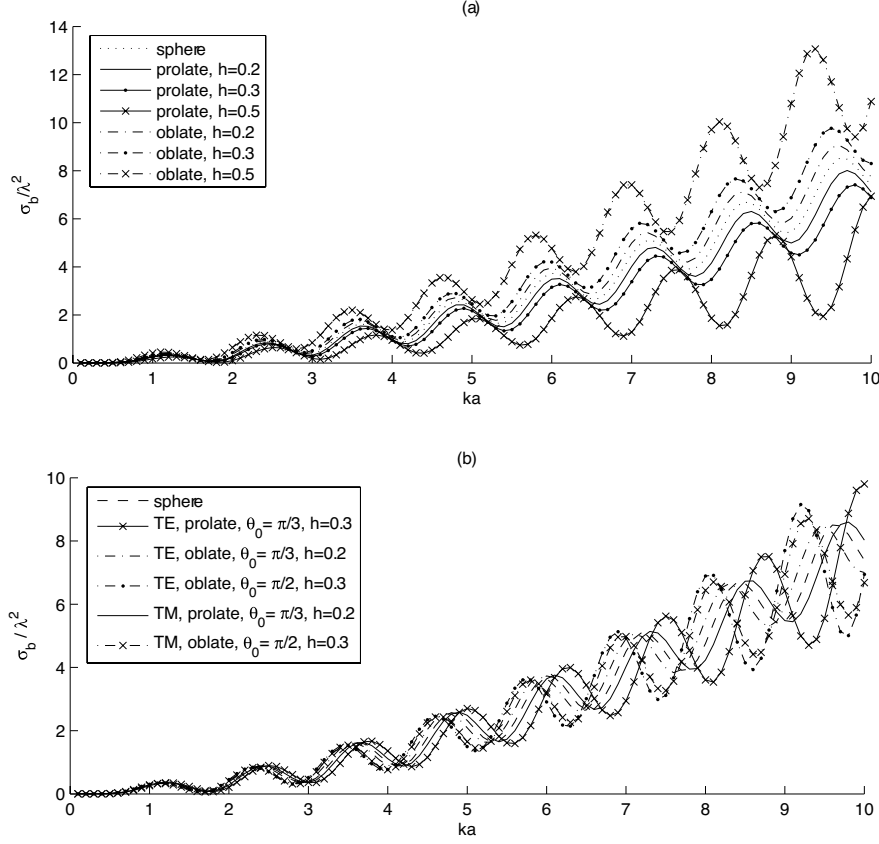 (a)
14
12
10
8
6
4
2
0
σb/λ²
sphere
prolate, h=0.2
prolate, h=0.3
prolate, h=0.5
oblate, h=0.2
oblate, h=0.3
oblate, h=0.5
0 1 2 3 4 5 6 7 8 9 10
ka
(b)
10
8
6
4
2
0
σb / λ²
sphere
TE, prolate, θ0= π/3, h=0.3
TE, oblate, θ0= π/3, h=0.2
TE, oblate, θ0= π/2, h=0.3
TM, prolate, θ0= π/3, h=0.2
TM, oblate, θ0= π/2, h=0.3
0 1 2 3 4 5 6 7 8 9 10
ka